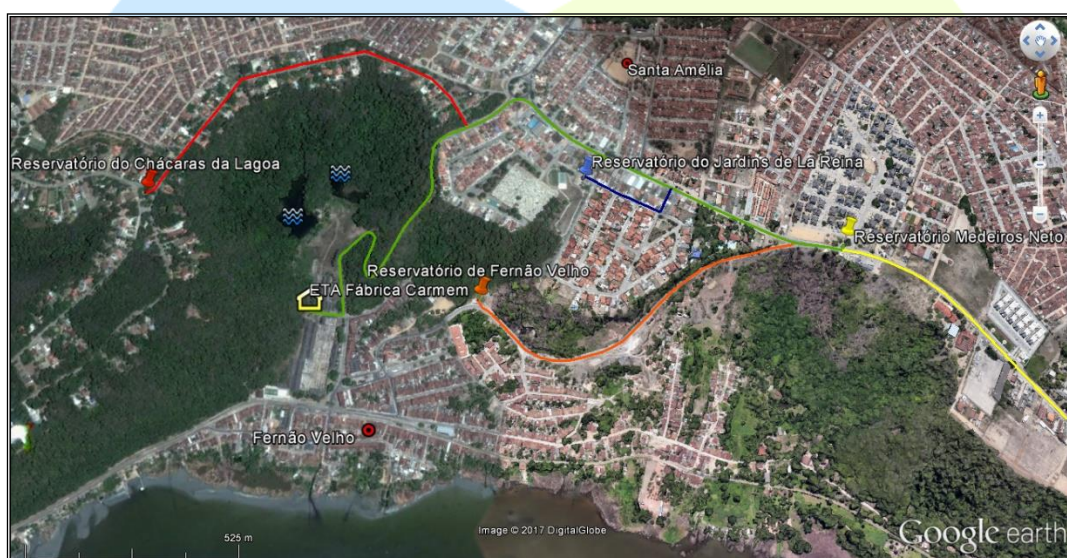 Santa Amélia
Reservatório do Chácaras da Lagoa
Reservatório do Jardins de La Reina
Reservatório Medeiros Neto
Reservatório de Fernão Velho
ETA Fábrica Carmem
Fernão Velho
Image © 2017 DigitalGlobe
Google earth
525 m